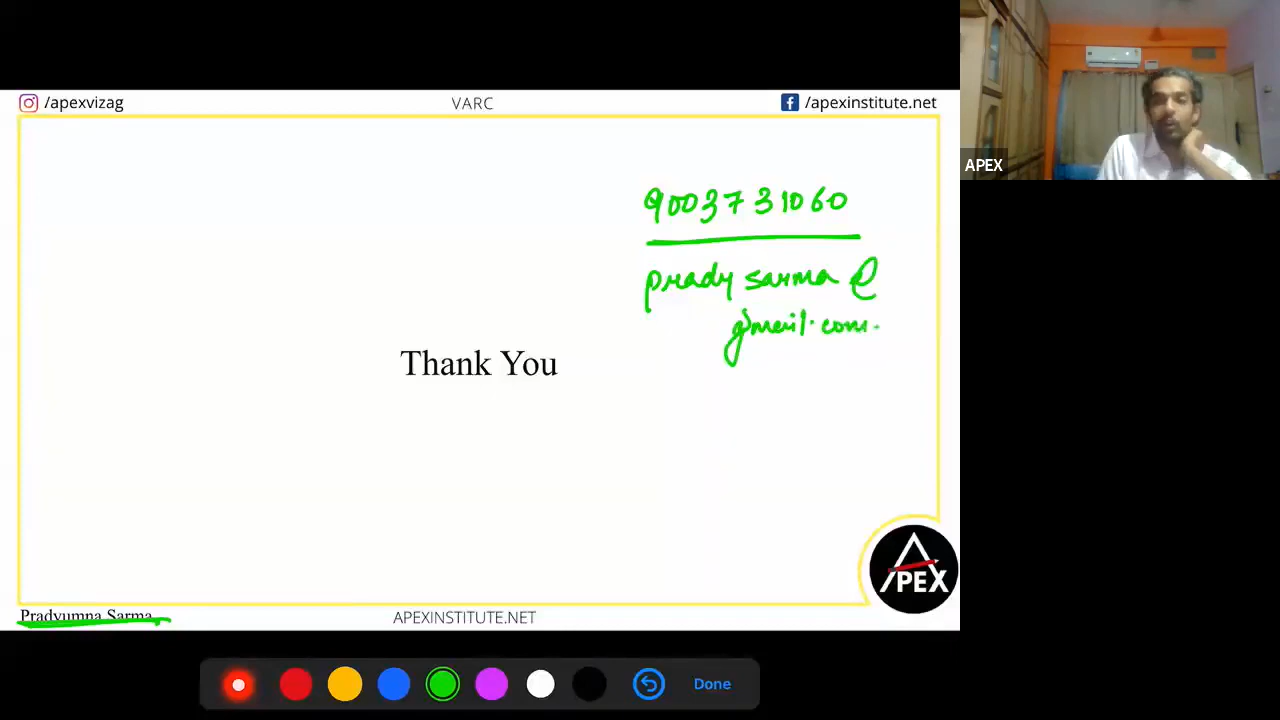 /apexvizag
VARC
/apexinstitute.net
APEX
9003731060
prady sarma @
gmail.com.
Thank You
APEX
Pradyumna Sarma
APEXINSTITUTE.NET
Done